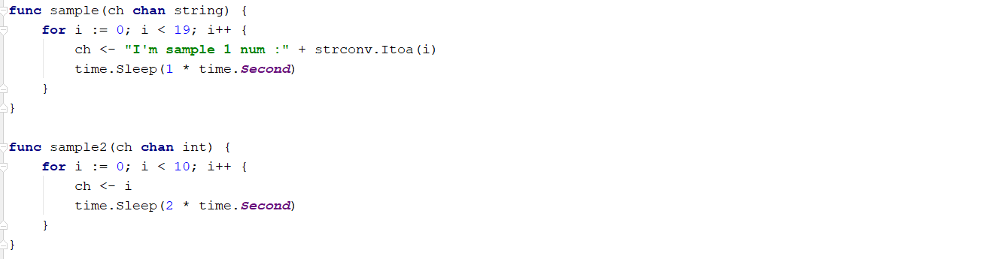 func sample(ch chan string) {
    for i := 0; i < 19; i++ {
        ch <- "I'm sample 1 num :" + strconv.Itoa(i)
        time.Sleep(1 * time.Second)
    }
}

func sample2(ch chan int) {
    for i := 0; i < 10; i++ {
        ch <- i
        time.Sleep(2 * time.Second)
    }
}